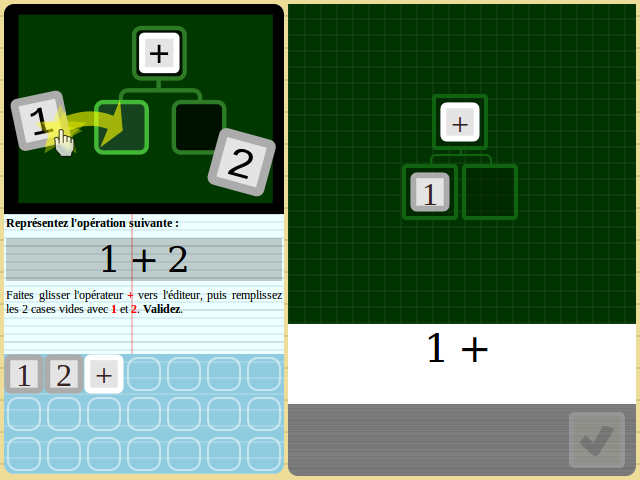 +
1
2
Représentez l'opération suivante :
1 + 2
Faites glisser l'opérateur + vers l'éditeur, puis remplissez
les 2 cases vides avec 1 et 2. Validez.
1 2 +
+
1
1 +